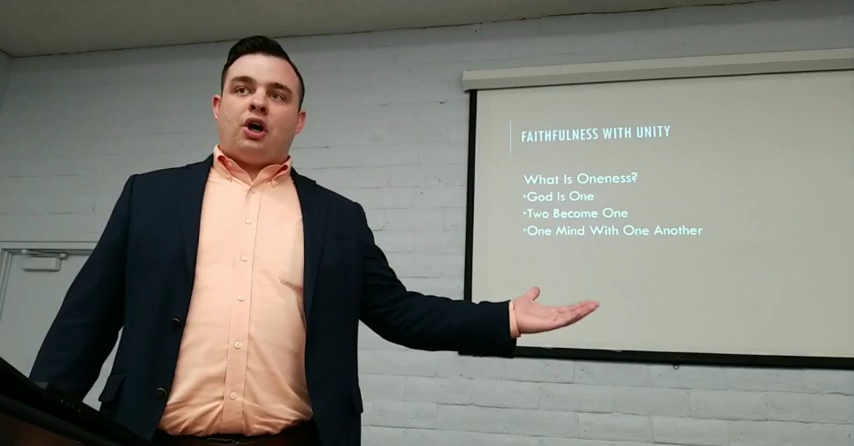 FAITHFULNESS WITH UNITY
What Is Oneness?
•God Is One
•Two Become One
•One Mind With One Another